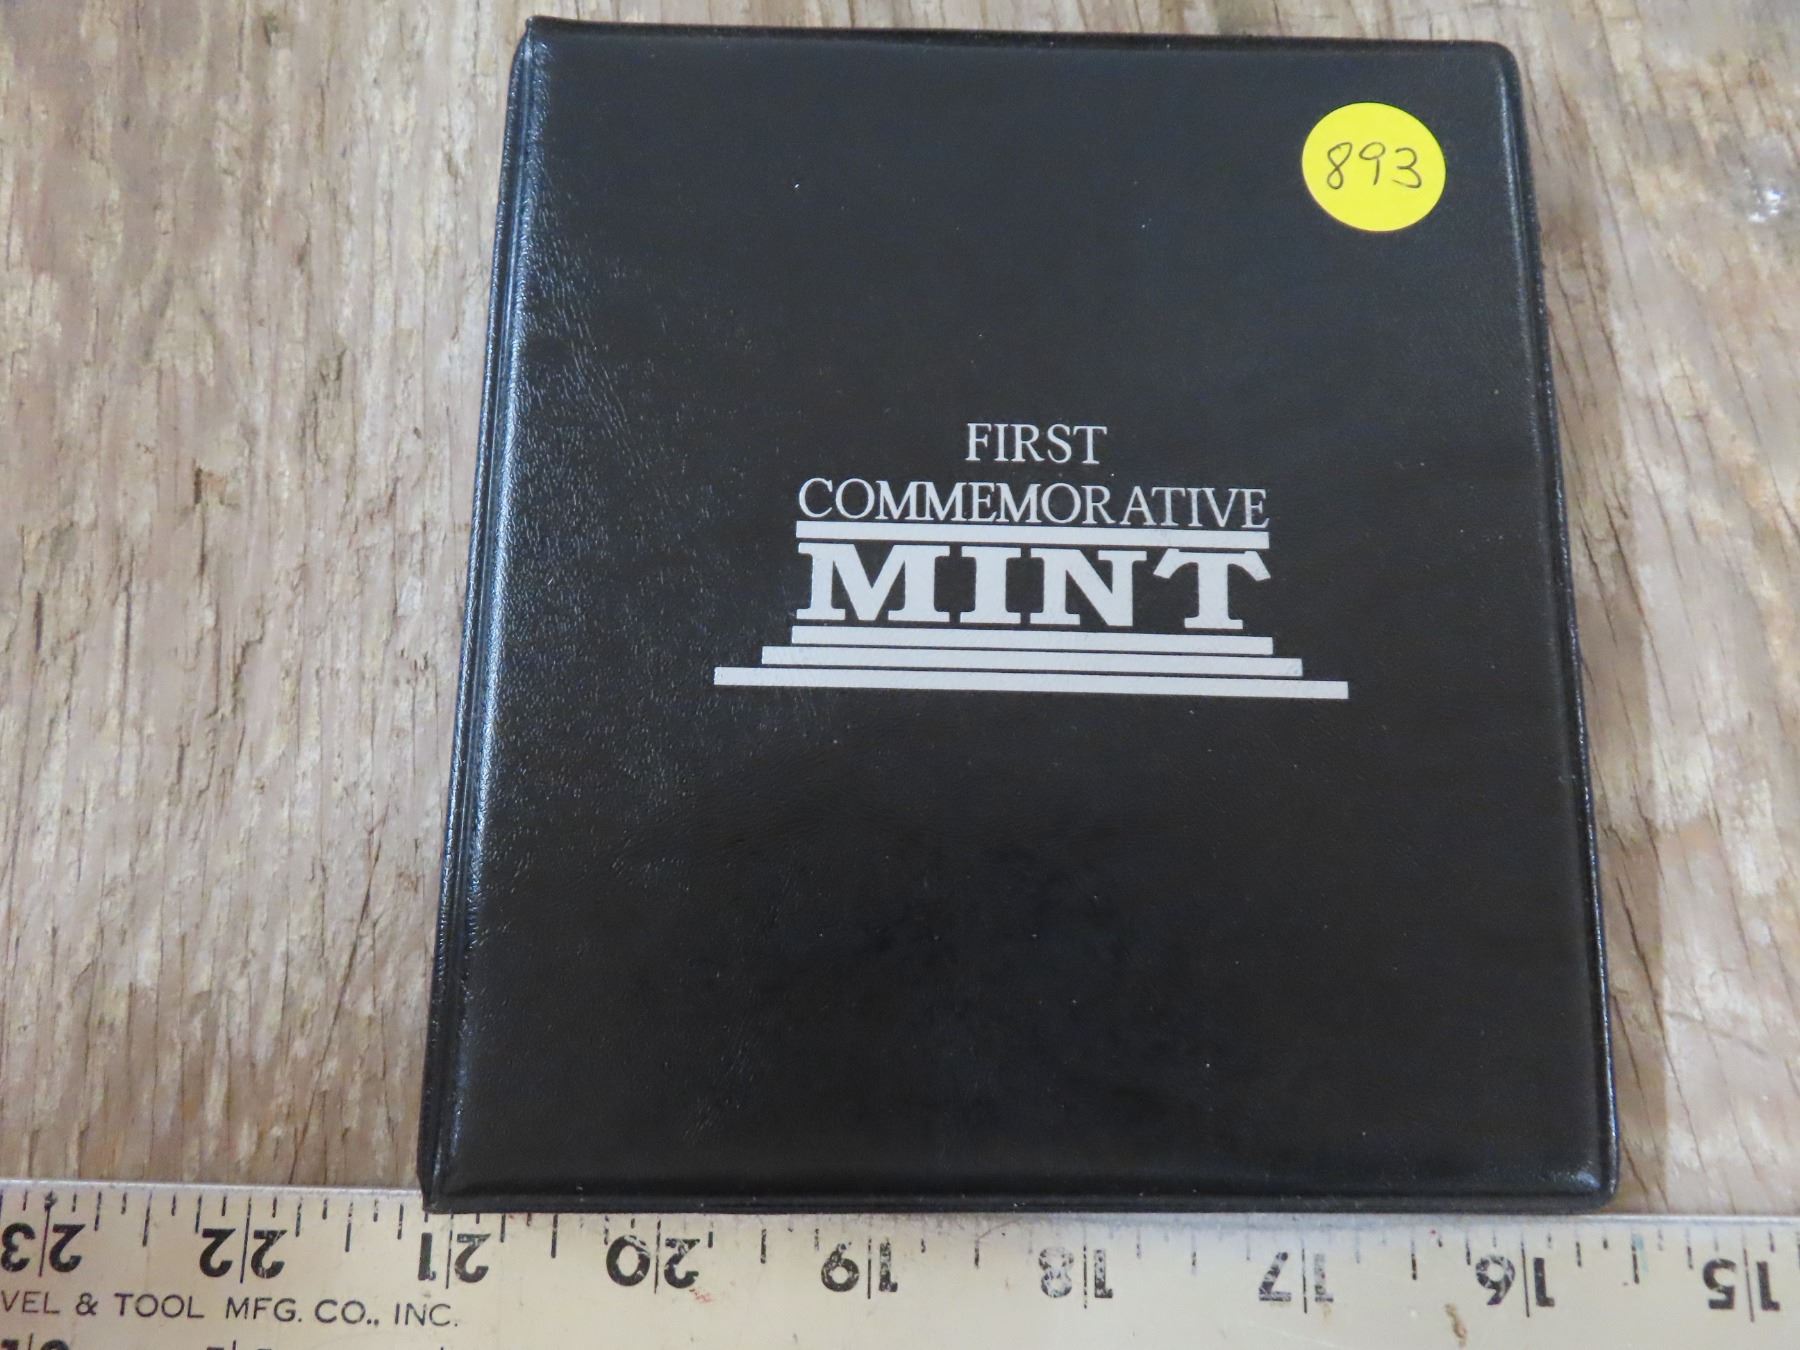 893
FIRST
COMMEMORATIVE
MINT
23 22 21 20 19 18 17 16 15
VEL & TOOL MFG. CO., INC.